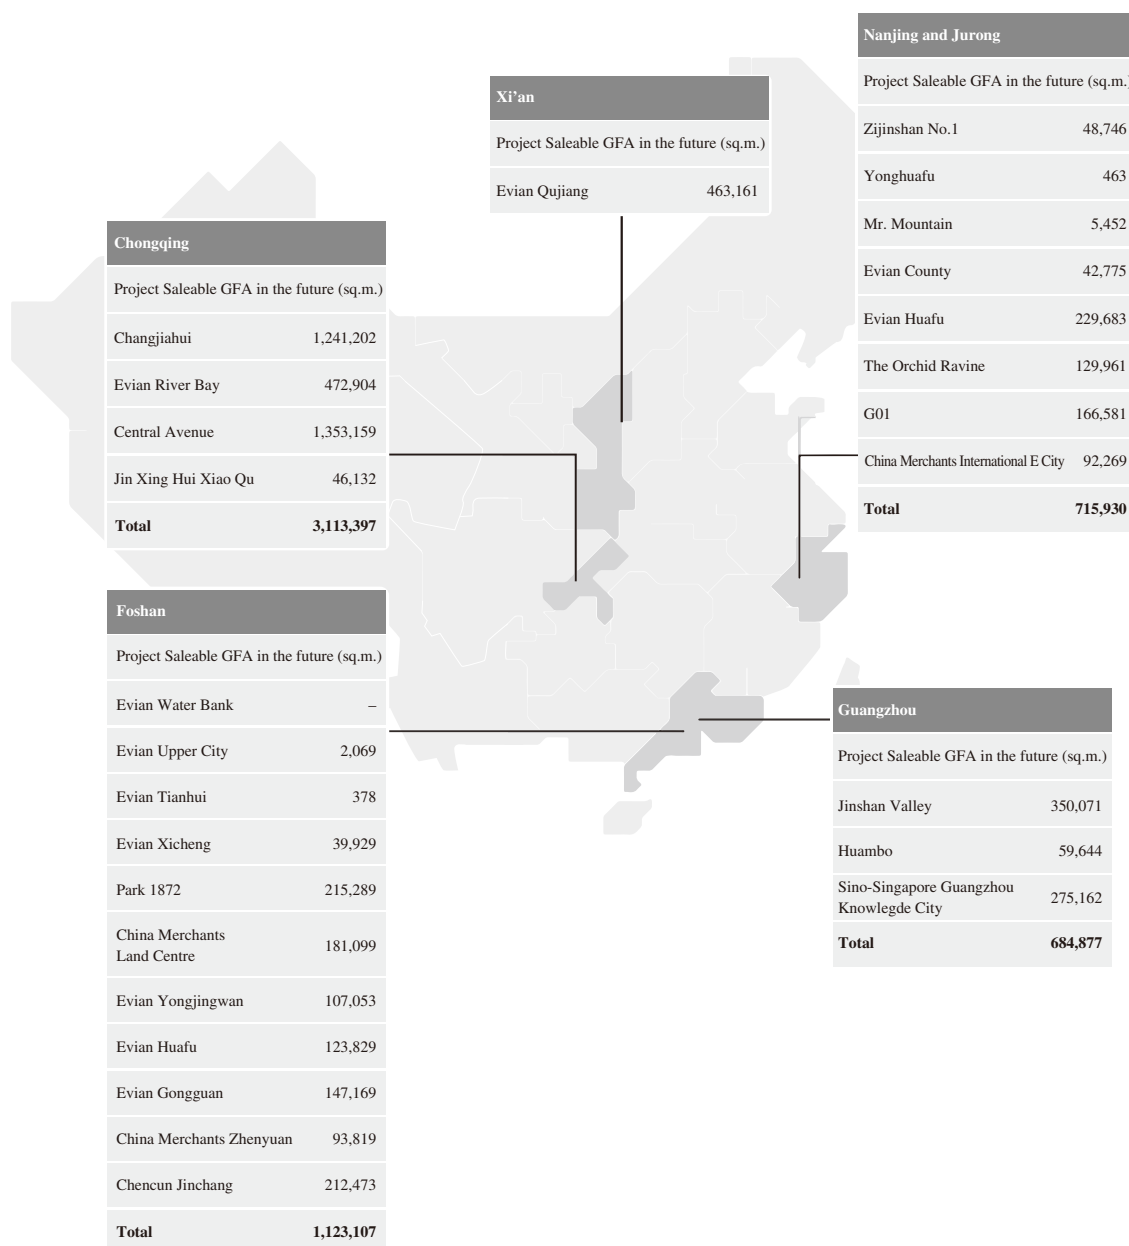 Nanjing and Jurong
Project Saleable GFA in the future (sq.m.)
Zijinshan No.1 48,746
Yonghuafu 463
Mr. Mountain 5,452
Evian County 42,775
Evian Huafu 229,683
The Orchid Ravine 129,961
G01 166,581
China Merchants International E City 92,269
Total 715,930
Xi’an
Project Saleable GFA in the future (sq.m.)
Evian Qujiang 463,161
Chongqing
Project Saleable GFA in the future (sq.m.)
Changjiahui 1,241,202
Evian River Bay 472,904
Central Avenue 1,353,159
Jin Xing Hui Xiao Qu 46,132
Total 3,113,397
Foshan
Project Saleable GFA in the future (sq.m.)
Evian Water Bank –
Evian Upper City 2,069
Evian Tianhui 378
Evian Xicheng 39,929
Park 1872 215,289
China Merchants
Land Centre 181,099
Evian Yongjingwan 107,053
Evian Huafu 123,829
Evian Gongguan 147,169
China Merchants Zhenyuan 93,819
Chencun Jinchang 212,473
Total 1,123,107
Guangzhou
Project Saleable GFA in the future (sq.m.)
Jinshan Valley 350,071
Huambo 59,644
Sino-Singapore Guangzhou
Knowlegde City 275,162
Total 684,877